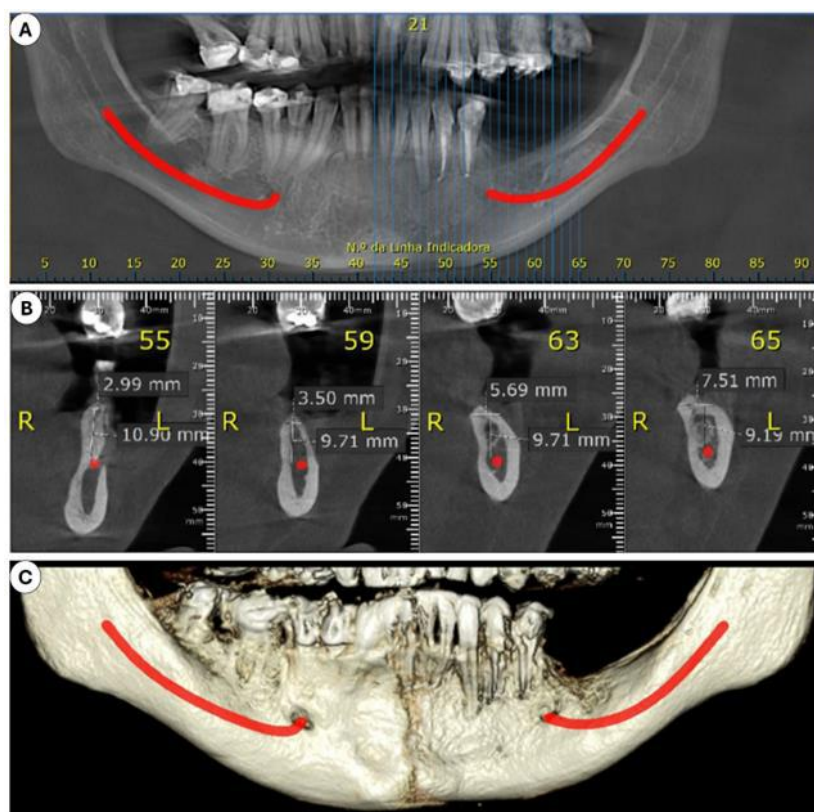 A
21
N.º da Linha Indicadora
5 10 15 20 25 30 35 40 45 50 55 60 65 70 75 80 85 90
B
55 59 63 65
2.99 mm 3.50 mm 5.69 mm 7.51 mm
R L R L R L R L
10.90 mm 9.71 mm 9.71 mm 9.19 mm
C